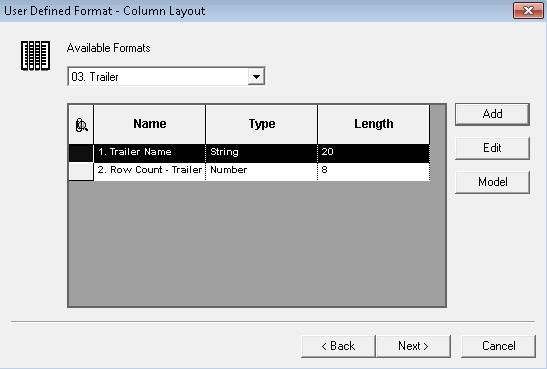 User Defined Format - Column Layout
Available Formats
03. Trailer
Name Type Length
1. Trailer Name String 20
2. Row Count - Trailer Number 8
Add
Edit
Model
< Back Next > Cancel